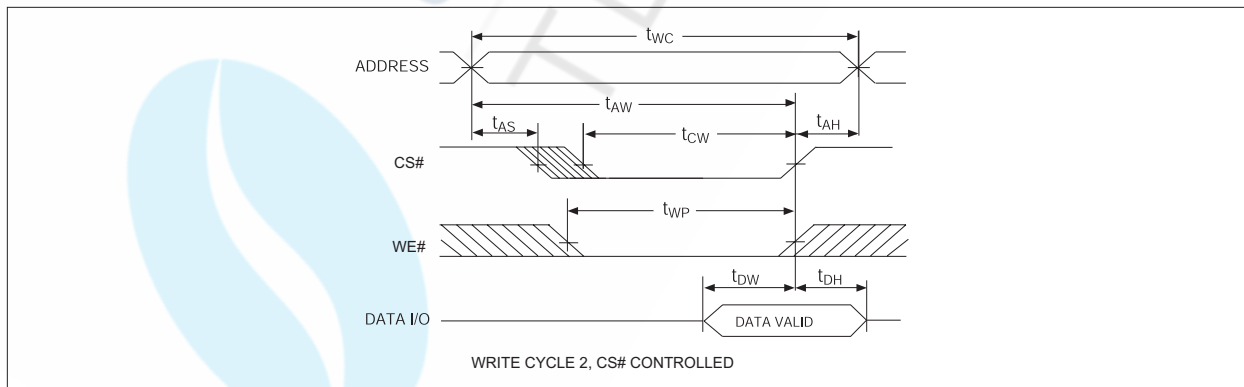 tWC
ADDRESS
tAW
tAS
tCW
tAH
CS#
tWP
WE#
tDW
tDH
DATA I/O
DATA VALID
WRITE CYCLE 2, CS# CONTROLLED